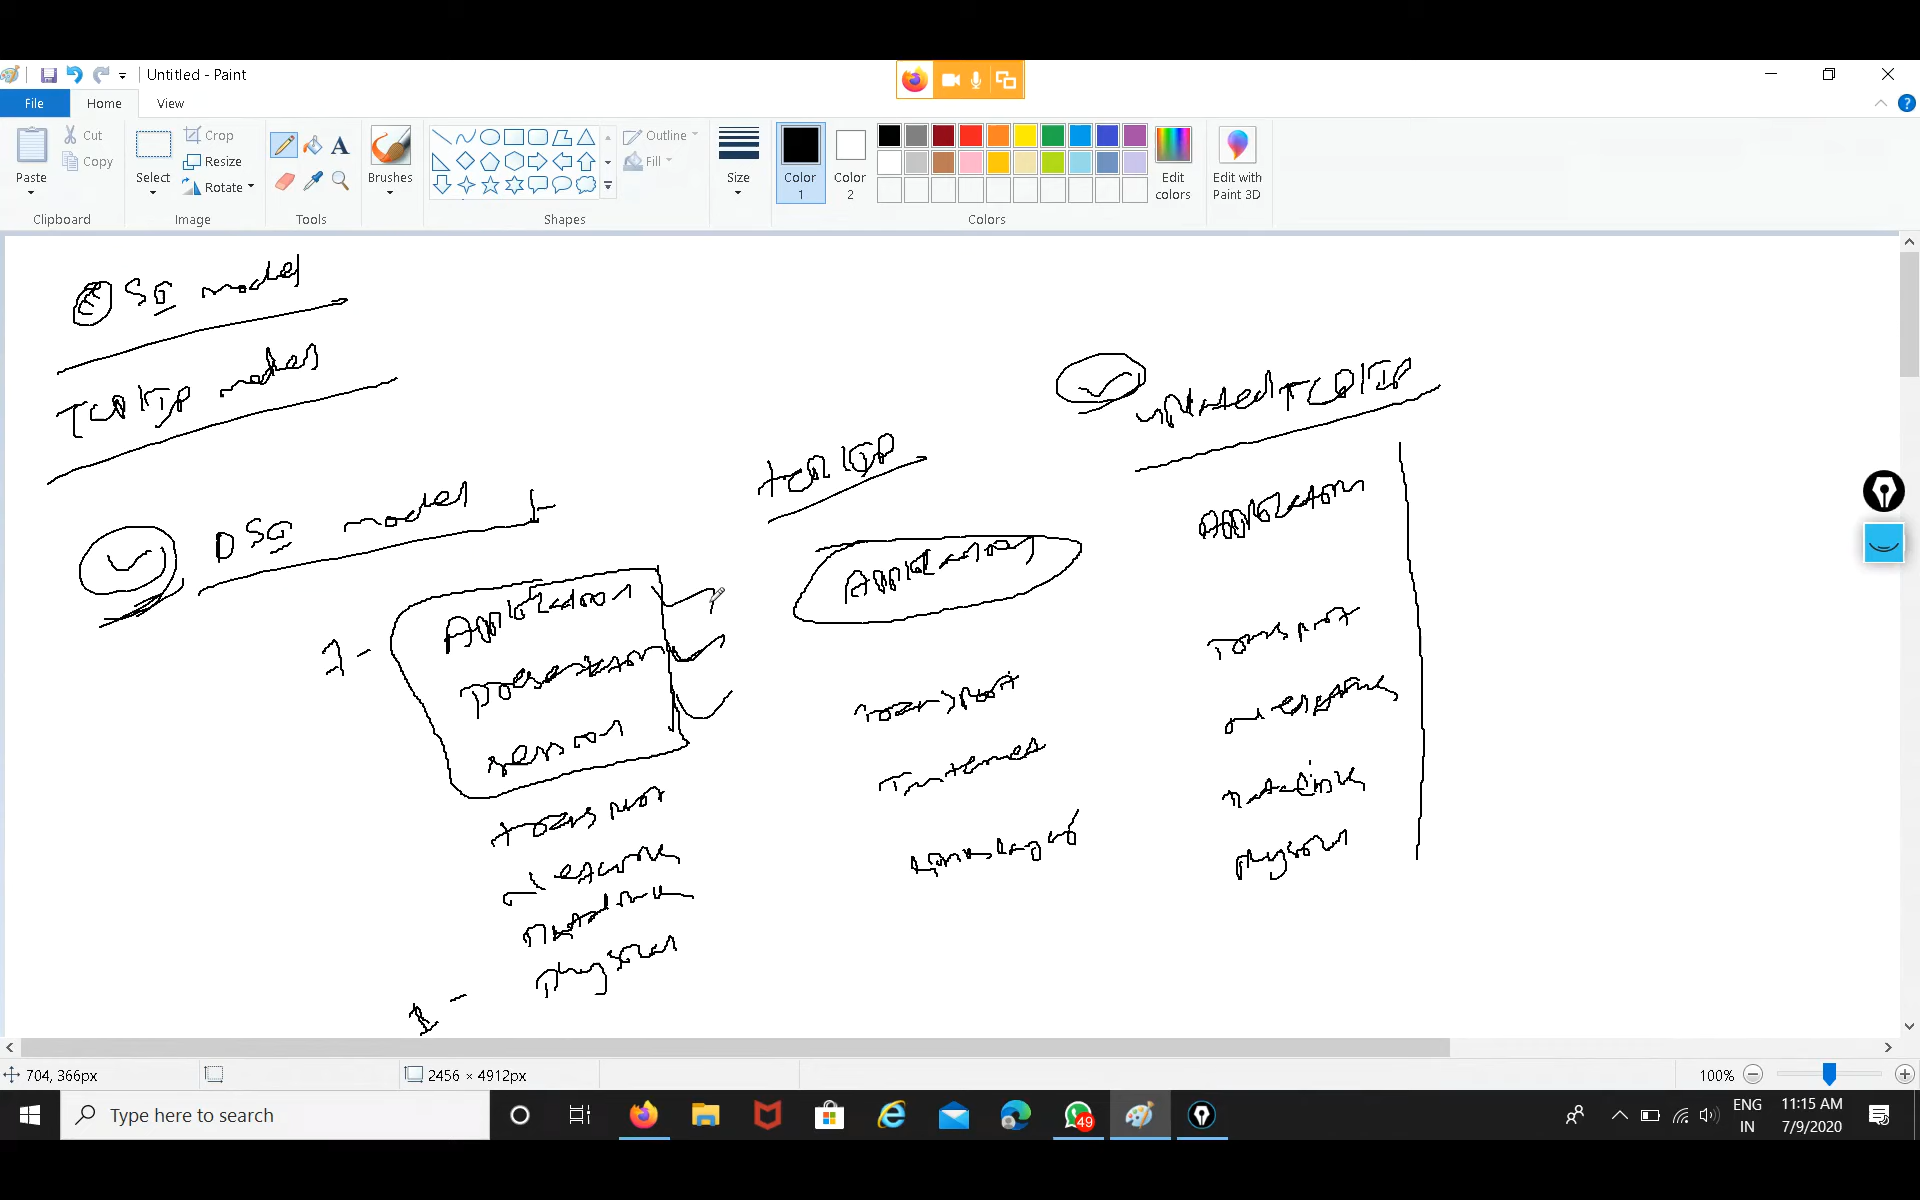 Untitled - Paint
File
Home
View
Paste
Cut
Copy
Clipboard
Select
Crop
Resize
Rotate
Image
Tools
Brushes
Shapes
Outline
Fill
Size
Color 1
Color 2
Edit colors
Colors
Edit with Paint 3D
OSI model
TCP/IP model
OSI model
TCP/IP
updated TCP/IP
Application
Application
Application
7 -
presentation
session
transport
Transport
Transport
network
Internet
network
datalink
datalink
physical
physical
1 -
704, 366px
2456 × 4912px
100%
Type here to search
49
ENG
IN
11:15 AM
7/9/2020